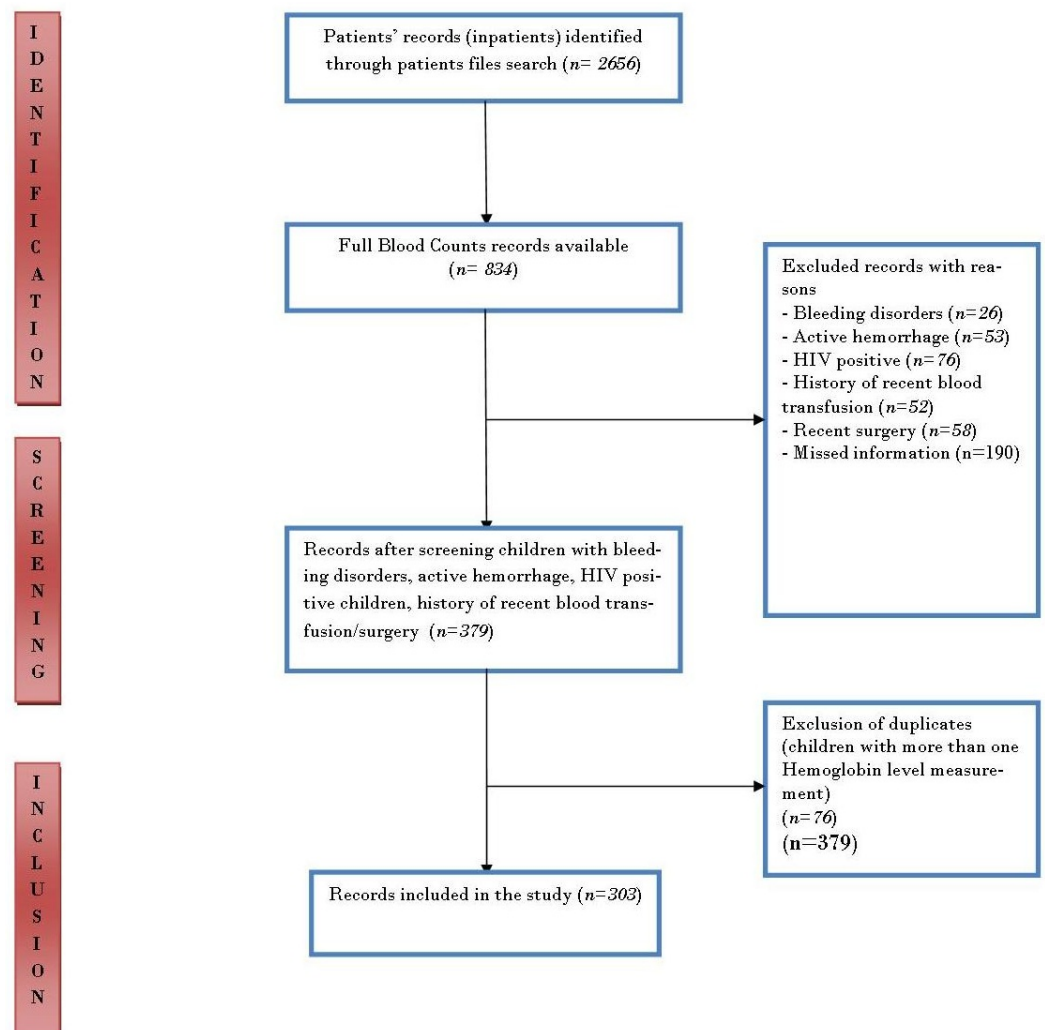 IDENTIFICATION
Patients' records (inpatients) identified
through patients files search (n= 2656)
Full Blood Counts records available
(n= 834)
Excluded records with rea-
sons
- Bleeding disorders (n=26)
- Active hemorrhage (n=53)
- HIV positive (n=76)
- History of recent blood
transfusion (n=52)
- Recent surgery (n=58)
- Missed information (n=190)
SCREENING
Records after screening children with bleed-
ing disorders, active hemorrhage, HIV posi-
tive children, history of recent blood trans-
fusion/surgery (n=379)
Exclusion of duplicates
(children with more than one
Hemoglobin level measure-
ment)
(n=76)
(n=379)
INCLUSION
Records included in the study (n=303)